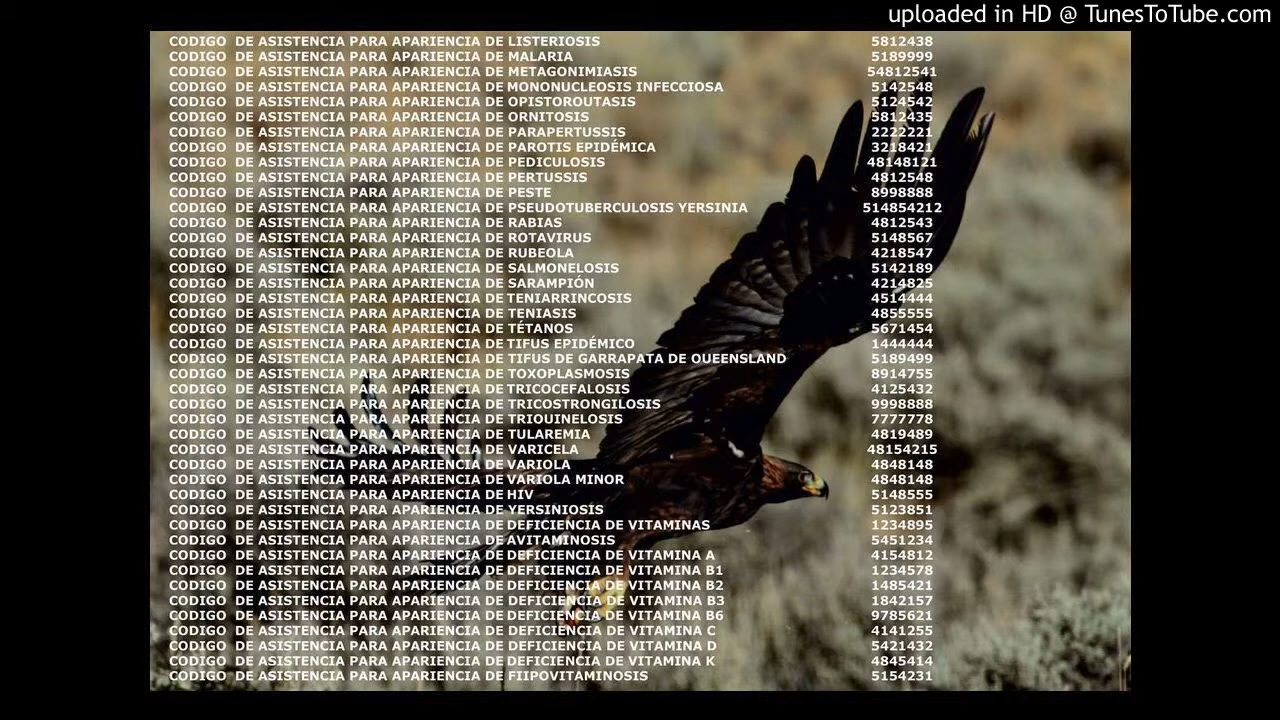 uploaded in HD @ TunesToTube.com
CODIGO DE ASISTENCIA PARA APARIENCIA DE LISTERIOSIS 5812438
CODIGO DE ASISTENCIA PARA APARIENCIA DE MALARIA 5189999
CODIGO DE ASISTENCIA PARA APARIENCIA DE METAGONIMIASIS 54812541
CODIGO DE ASISTENCIA PARA APARIENCIA DE MONONUCLEOSIS INFECCIOSA 5142548
CODIGO DE ASISTENCIA PARA APARIENCIA DE OPISTOROUTASIS 5124542
CODIGO DE ASISTENCIA PARA APARIENCIA DE ORNITOSIS 5812435
CODIGO DE ASISTENCIA PARA APARIENCIA DE PARAPERTUSSIS 2222221
CODIGO DE ASISTENCIA PARA APARIENCIA DE PAROTIS EPIDÉMICA 3218421
CODIGO DE ASISTENCIA PARA APARIENCIA DE PEDICULOSIS 48148121
CODIGO DE ASISTENCIA PARA APARIENCIA DE PERTUSSIS 4812548
CODIGO DE ASISTENCIA PARA APARIENCIA DE PESTE 8998888
CODIGO DE ASISTENCIA PARA APARIENCIA DE PSEUDOTUBERCULOSIS YERSINIA 514854212
CODIGO DE ASISTENCIA PARA APARIENCIA DE RABIAS 4812543
CODIGO DE ASISTENCIA PARA APARIENCIA DE ROTAVIRUS 5148567
CODIGO DE ASISTENCIA PARA APARIENCIA DE RUBEOLA 4218547
CODIGO DE ASISTENCIA PARA APARIENCIA DE SALMONELOSIS 5142189
CODIGO DE ASISTENCIA PARA APARIENCIA DE SARAMPIÓN 4214825
CODIGO DE ASISTENCIA PARA APARIENCIA DE TENIARRINCOSIS 4514444
CODIGO DE ASISTENCIA PARA APARIENCIA DE TENIASIS 4855555
CODIGO DE ASISTENCIA PARA APARIENCIA DE TÉTANOS 5671454
CODIGO DE ASISTENCIA PARA APARIENCIA DE TIFUS EPIDÉMICO 1444444
CODIGO DE ASISTENCIA PARA APARIENCIA DE TIFUS DE GARRAPATA DE OUEENSLAND 5189499
CODIGO DE ASISTENCIA PARA APARIENCIA DE TOXOPLASMOSIS 8914755
CODIGO DE ASISTENCIA PARA APARIENCIA DE TRICOCEFALOSIS 4125432
CODIGO DE ASISTENCIA PARA APARIENCIA DE TRICOSTRONGILOSIS 9998888
CODIGO DE ASISTENCIA PARA APARIENCIA DE TRIOUINELOSIS 7777778
CODIGO DE ASISTENCIA PARA APARIENCIA DE TULAREMIA 4819489
CODIGO DE ASISTENCIA PARA APARIENCIA DE VARICELA 48154215
CODIGO DE ASISTENCIA PARA APARIENCIA DE VARIOLA 4848148
CODIGO DE ASISTENCIA PARA APARIENCIA DE VARIOLA MINOR 4848148
CODIGO DE ASISTENCIA PARA APARIENCIA DE HIV 5148555
CODIGO DE ASISTENCIA PARA APARIENCIA DE YERSINIOSIS 5123851
CODIGO DE ASISTENCIA PARA APARIENCIA DE DEFICIENCIA DE VITAMINAS 1234895
CODIGO DE ASISTENCIA PARA APARIENCIA DE AVITAMINOSIS 5451234
CODIGO DE ASISTENCIA PARA APARIENCIA DE DEFICIENCIA DE VITAMINA A 4154812
CODIGO DE ASISTENCIA PARA APARIENCIA DE DEFICIENCIA DE VITAMINA B1 1234578
CODIGO DE ASISTENCIA PARA APARIENCIA DE DEFICIENCIA DE VITAMINA B2 1485421
CODIGO DE ASISTENCIA PARA APARIENCIA DE DEFICIENCIA DE VITAMINA B3 1842157
CODIGO DE ASISTENCIA PARA APARIENCIA DE DEFICIENCIA DE VITAMINA B6 9785621
CODIGO DE ASISTENCIA PARA APARIENCIA DE DEFICIENCIA DE VITAMINA C 4141255
CODIGO DE ASISTENCIA PARA APARIENCIA DE DEFICIENCIA DE VITAMINA D 5421432
CODIGO DE ASISTENCIA PARA APARIENCIA DE DEFICIENCIA DE VITAMINA K 4845414
CODIGO DE ASISTENCIA PARA APARIENCIA DE FIIPOVITAMINOSIS 5154231